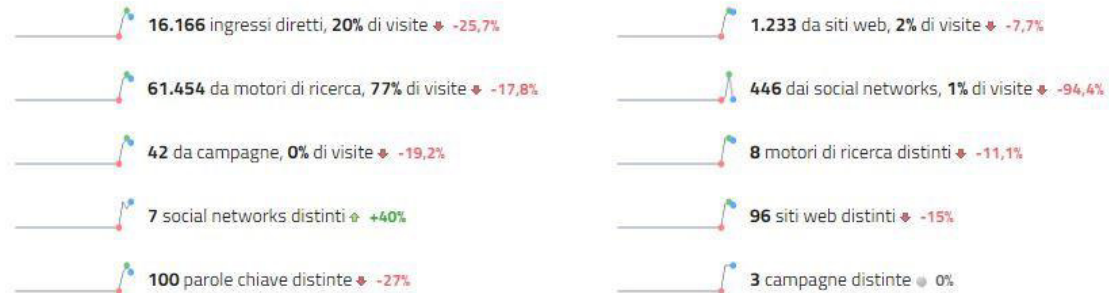 16.166 ingressi diretti, 20% di visite -25,7%
1.233 da siti web, 2% di visite -7,7%
61.454 da motori di ricerca, 77% di visite -17,8%
446 dai social networks, 1% di visite -94,4%
42 da campagne, 0% di visite -19,2%
8 motori di ricerca distinti -11,1%
7 social networks distinti +40%
96 siti web distinti -15%
100 parole chiave distinte -27%
3 campagne distinte 0%